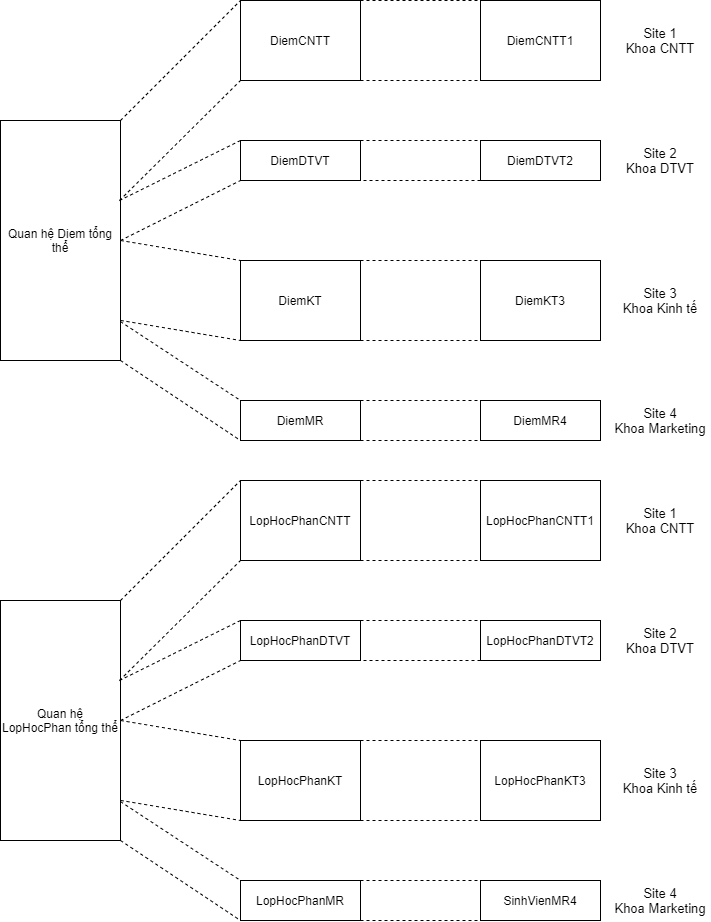 DiemCNTT
DiemCNTT1
Site 1
Khoa CNTT
DiemDTVT
DiemDTVT2
Site 2
Khoa DTVT
Quan hệ Diem tổng
thể
DiemKT
DiemKT3
Site 3
Khoa Kinh tế
DiemMR
DiemMR4
Site 4
Khoa Marketing
LopHocPhanCNTT
LopHocPhanCNTT1
Site 1
Khoa CNTT
LopHocPhanDTVT
LopHocPhanDTVT2
Site 2
Khoa DTVT
Quan hệ
LopHocPhan tổng thể
LopHocPhanKT
LopHocPhanKT3
Site 3
Khoa Kinh tế
LopHocPhanMR
SinhVienMR4
Site 4
Khoa Marketing